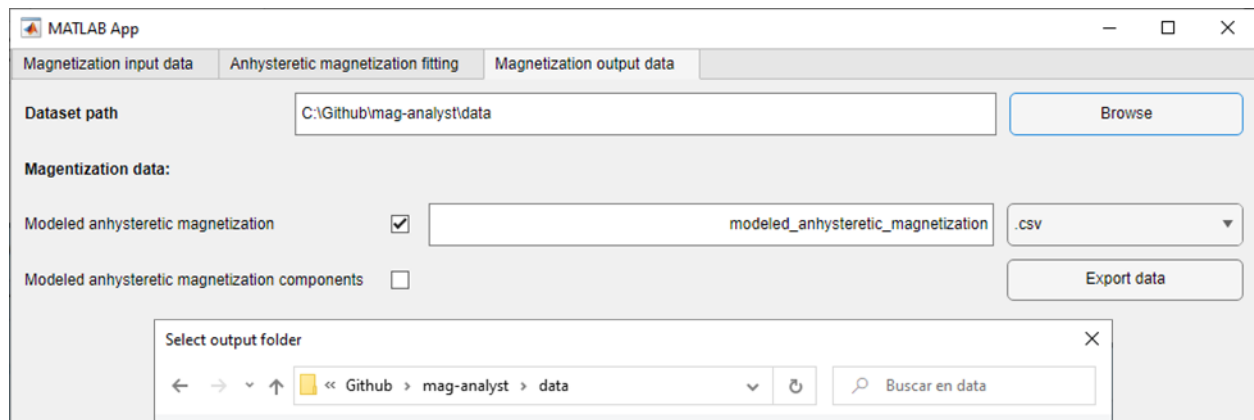 MATLAB App
Magnetization input data Anhysteretic magnetization fitting Magnetization output data
Dataset path C:\Github\mag-analyst\data Browse
Magentization data:
Modeled anhysteretic magnetization modeled_anhysteretic_magnetization .csv
Modeled anhysteretic magnetization components Export data
Select output folder
« Github > mag-analyst > data Buscar en data